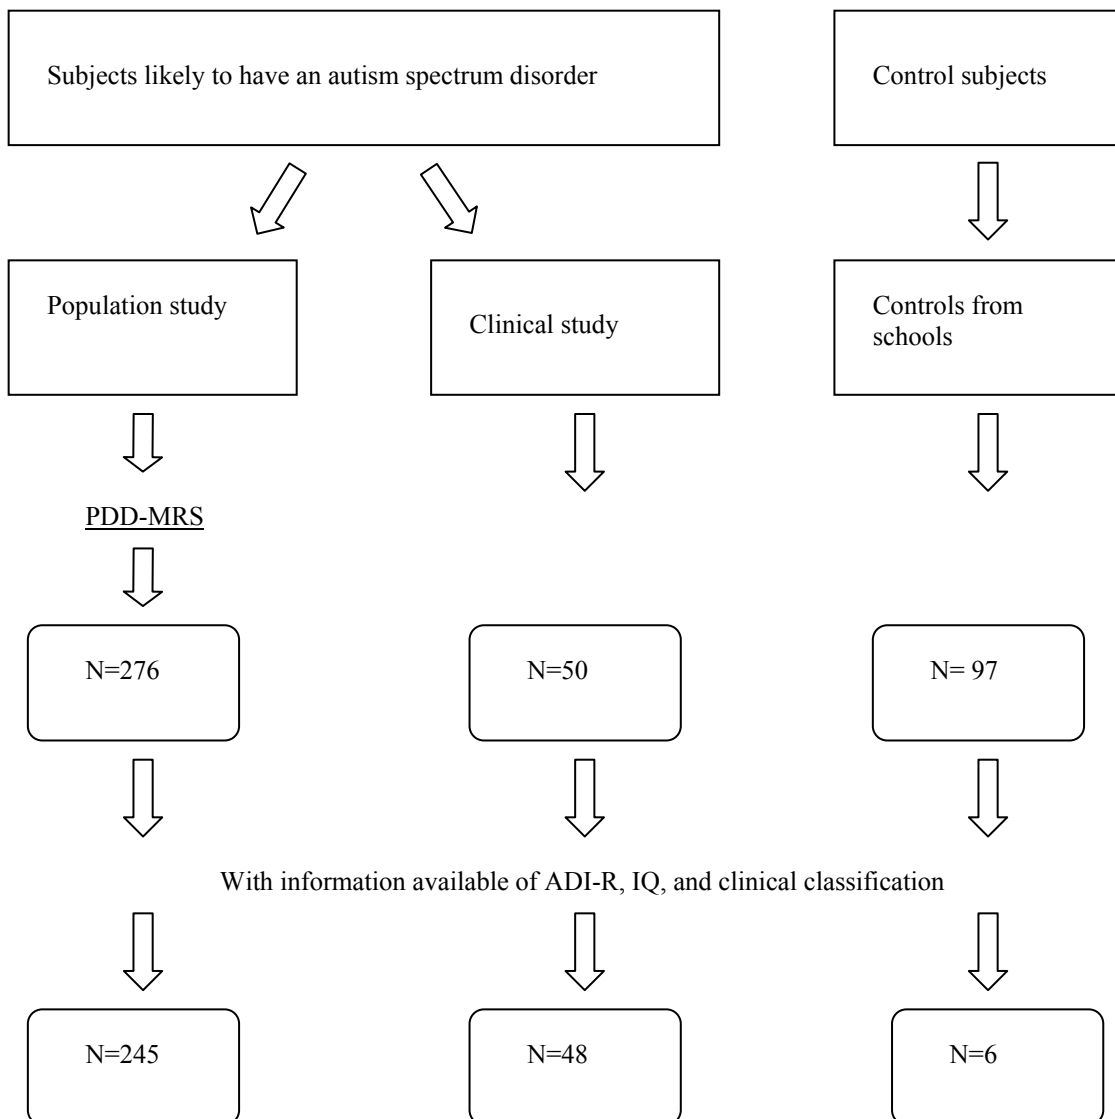 Subjects likely to have an autism spectrum disorder
Control subjects
Population study
Clinical study
Controls from
schools
PDD-MRS
N=276
N=50
N= 97
With information available of ADI-R, IQ, and clinical classification
N=245
N=48
N=6